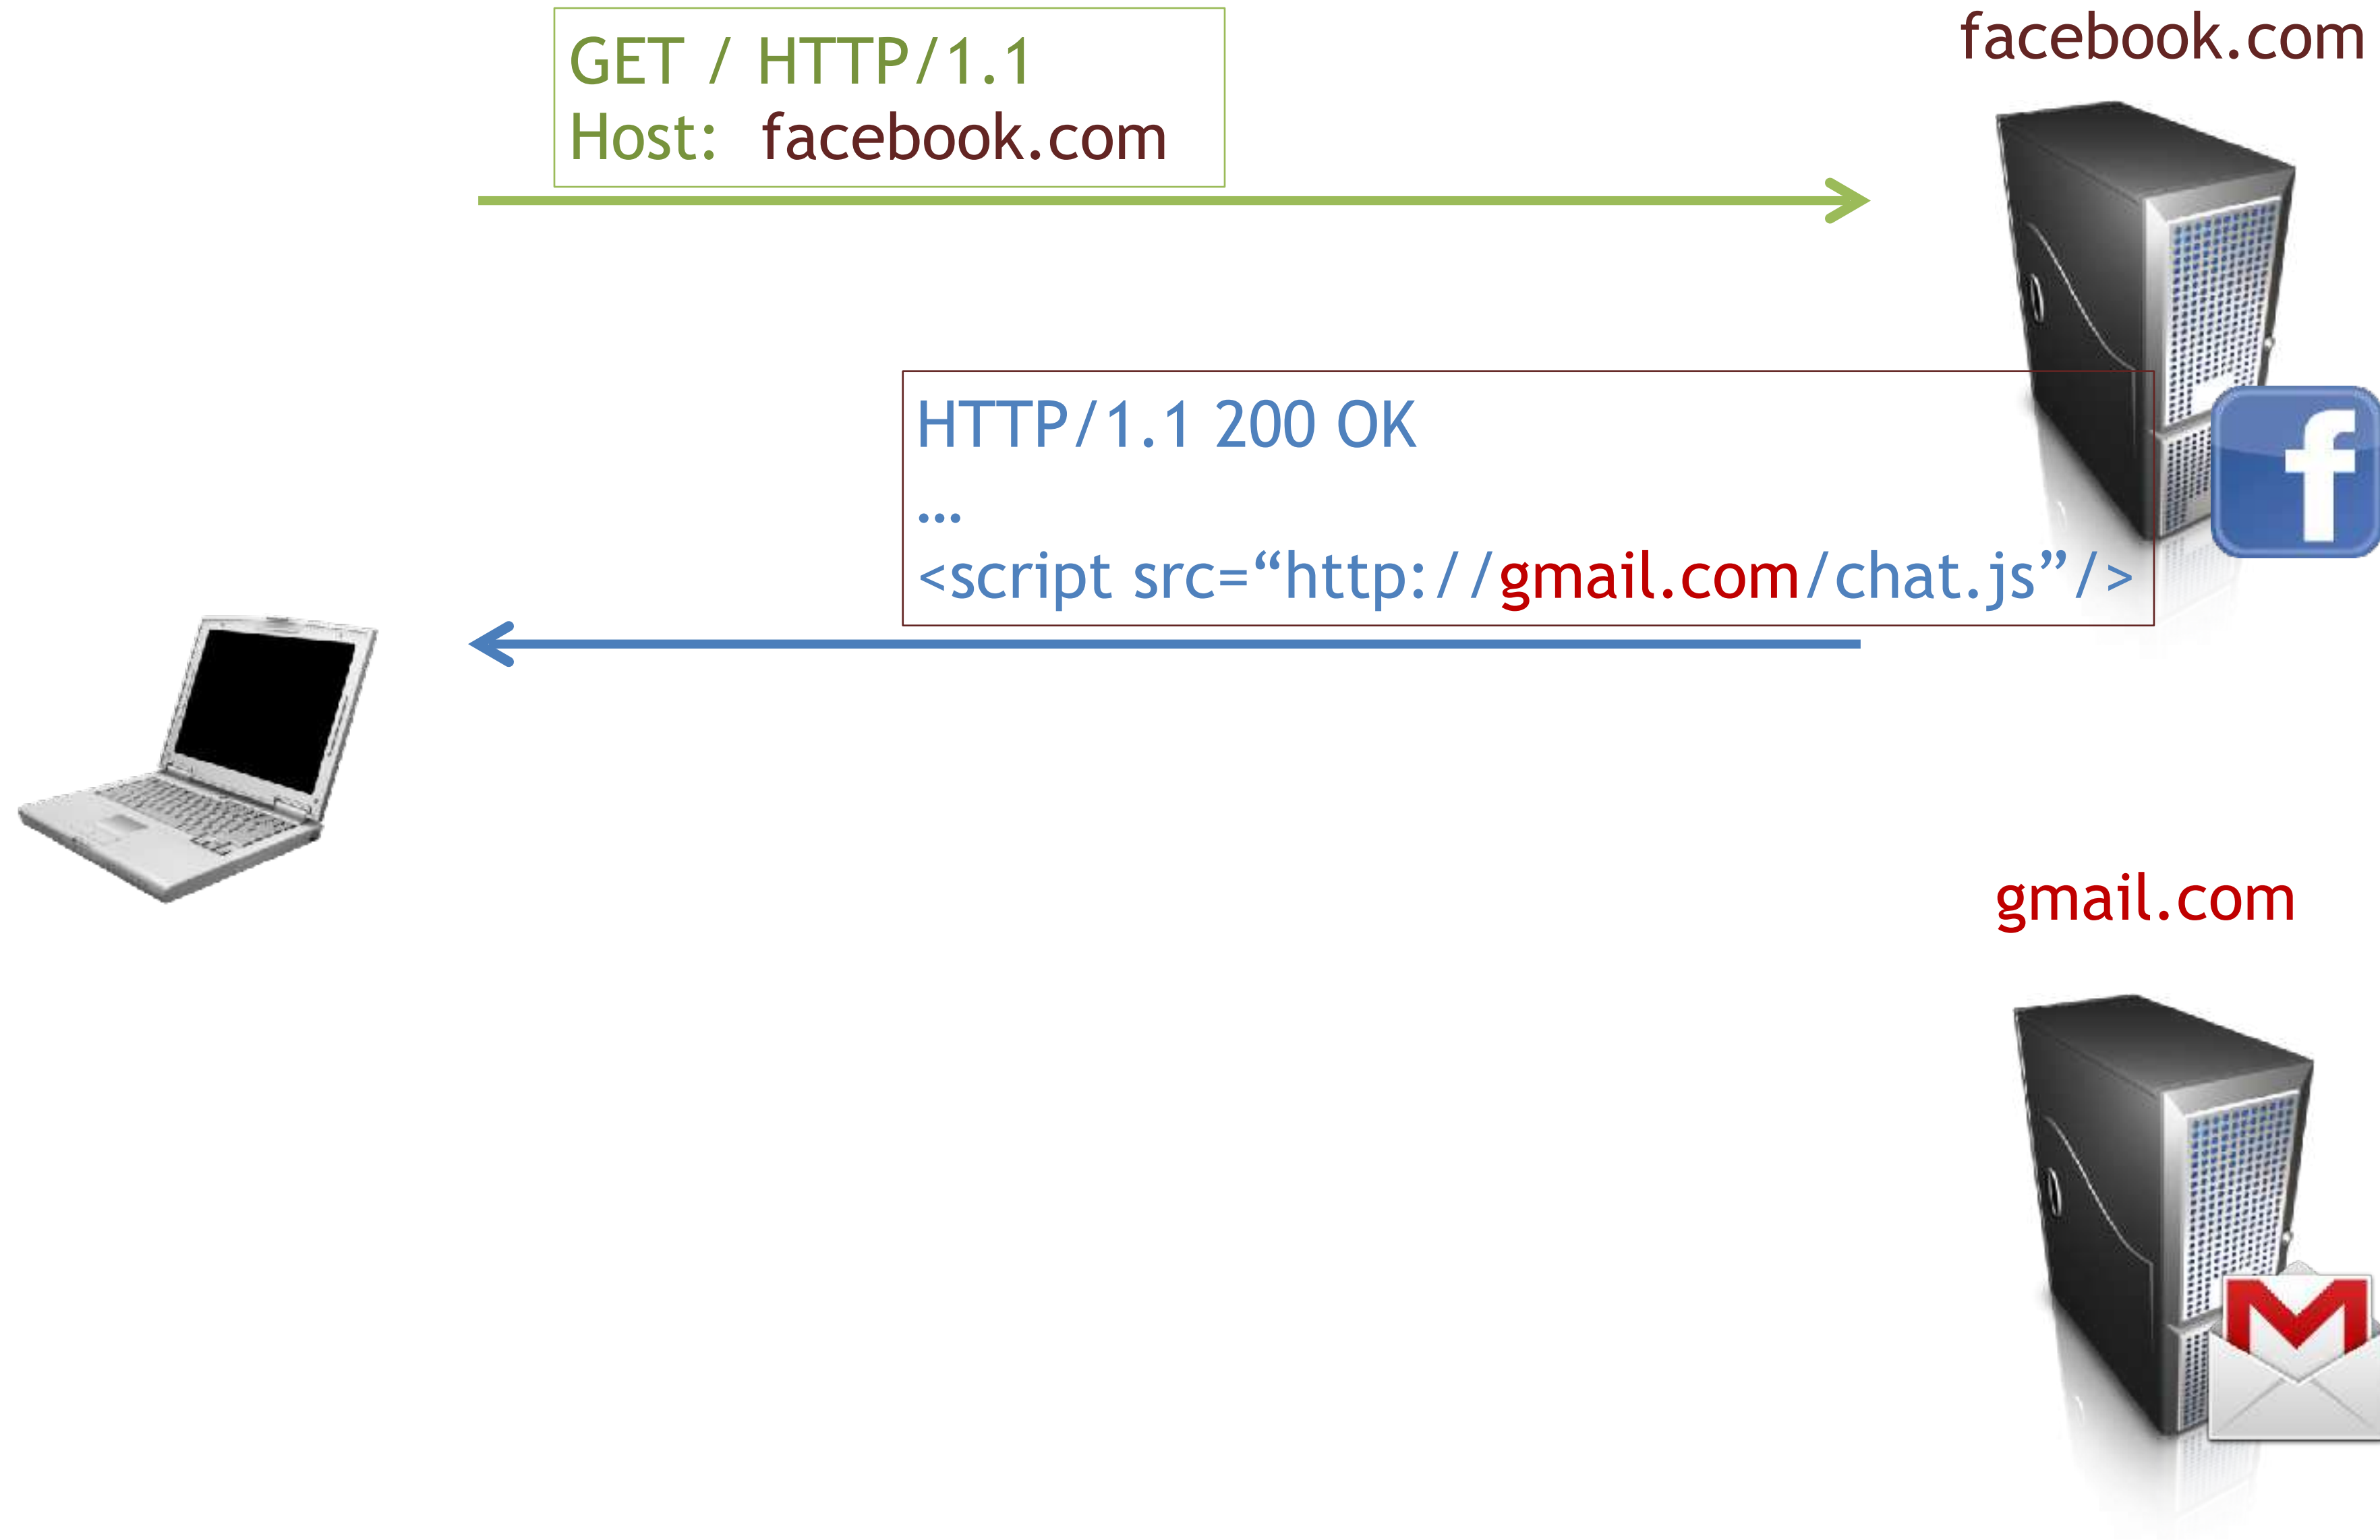 facebook.com
GET / HTTP/1.1
Host: facebook.com
HTTP/1.1 200 OK
…
<script src=“http://gmail.com/chat.js”/>
gmail.com